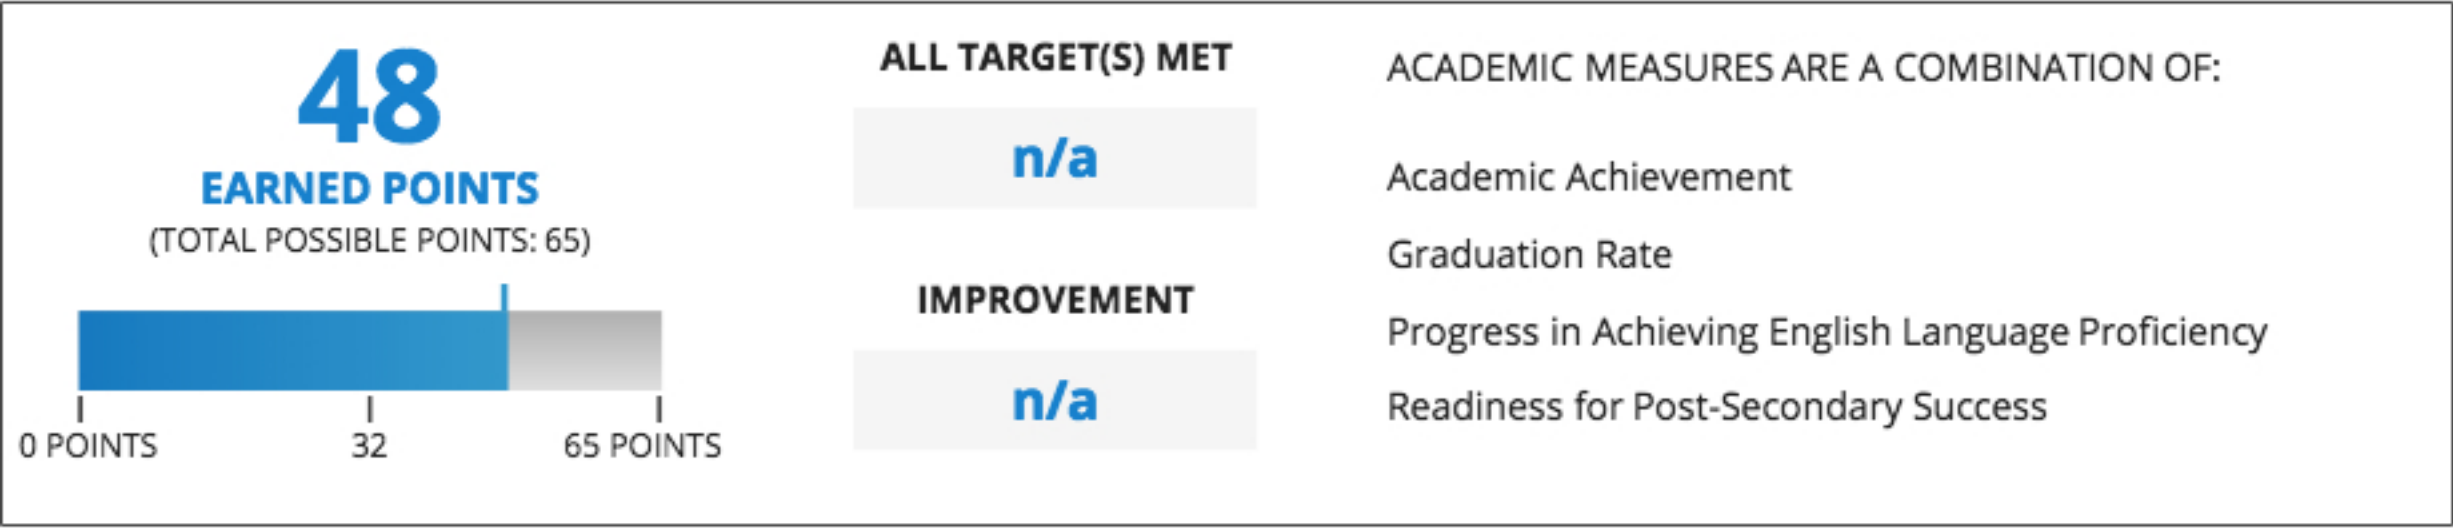 48
EARNED POINTS
(TOTAL POSSIBLE POINTS: 65)
0 POINTS 32 65 POINTS
ALL TARGET(S) MET
n/a
IMPROVEMENT
n/a
ACADEMIC MEASURES ARE A COMBINATION OF:
Academic Achievement
Graduation Rate
Progress in Achieving English Language Proficiency
Readiness for Post-Secondary Success